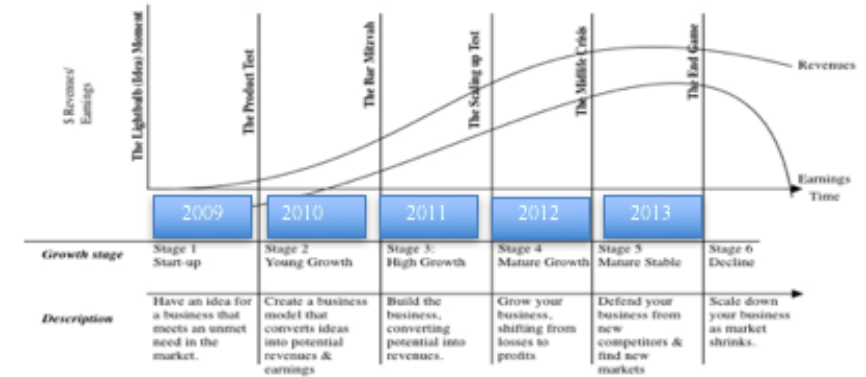 $ Revenues/
Earnings
The Lightbulb (Idea) Moment
The Product Test
The Bar Mitzvah
The Scaling up Test
The Midlife Crisis
The End Game
Revenues
Earnings
Time
2009
2010
2011
2012
2013
Growth stage
Stage 1
Start-up
Stage 2
Young Growth
Stage 3:
High Growth
Stage 4
Mature Growth
Stage 5
Mature Stable
Stage 6
Decline
Description
Have an idea for
a business that
meets an unmet
need in the
market.
Create a business
model that
converts ideas
into potential
revenues &
earnings
Build the
business,
converting
potential into
revenues.
Grow your
business,
shifting from
losses to
profits
Defend your
business from
new
competitors &
find new
markets
Scale down
your business
as market
shrinks.